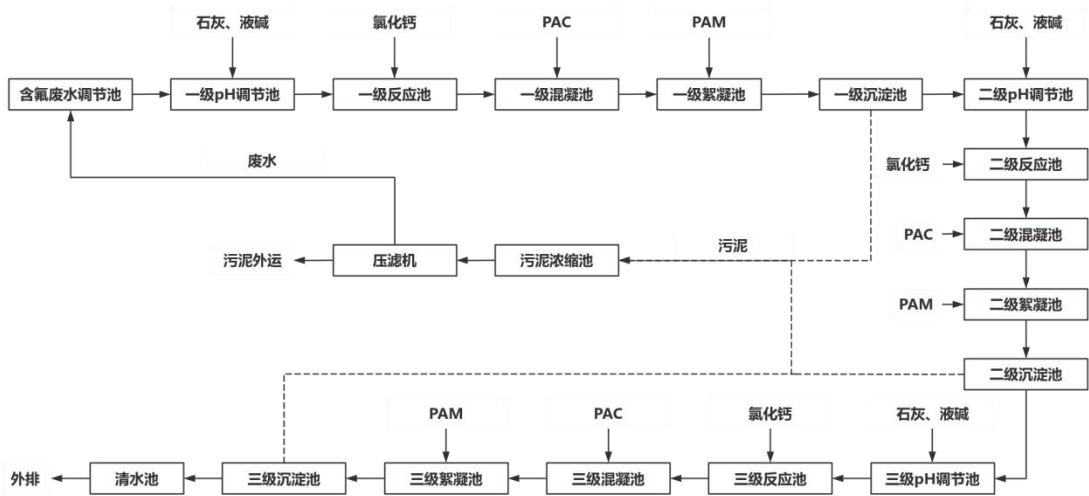 石灰、液碱
氯化钙
PAC
PAM
石灰、液碱
含氟废水调节池
一级pH调节池
一级反应池
一级混凝池
一级絮凝池
一级沉淀池
二级pH调节池
废水
氯化钙
二级反应池
PAC
二级混凝池
污泥
污泥外运
压滤机
污泥浓缩池
PAM
二级絮凝池
二级沉淀池
PAM
PAC
氯化钙
石灰、液碱
外排
清水池
三级沉淀池
三级絮凝池
三级混凝池
三级反应池
三级pH调节池